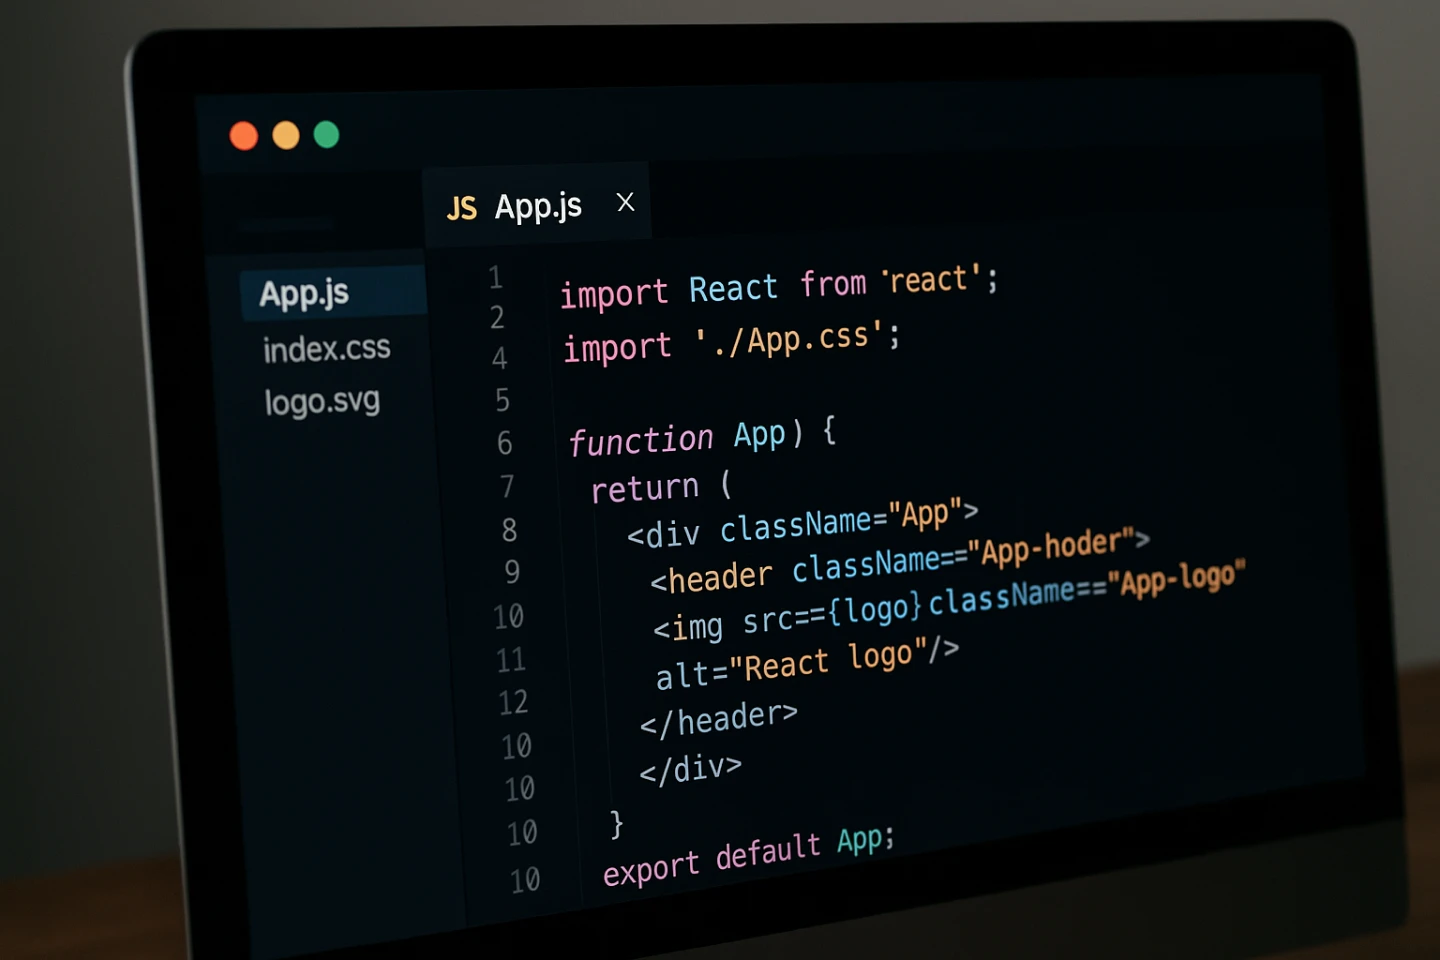 JS App.js X
App.js
index.css
logo.svg
1 import React from 'react';
2 import './App.css';
4
5
6 function App) {
7 return (
8 <div className="App">
9 <header className=="App-hoder">
10 <img src=={logo}className=="App-logo"
11 alt="React logo"/>
12 </header>
10 </div>
10
10 }
10 export default App;